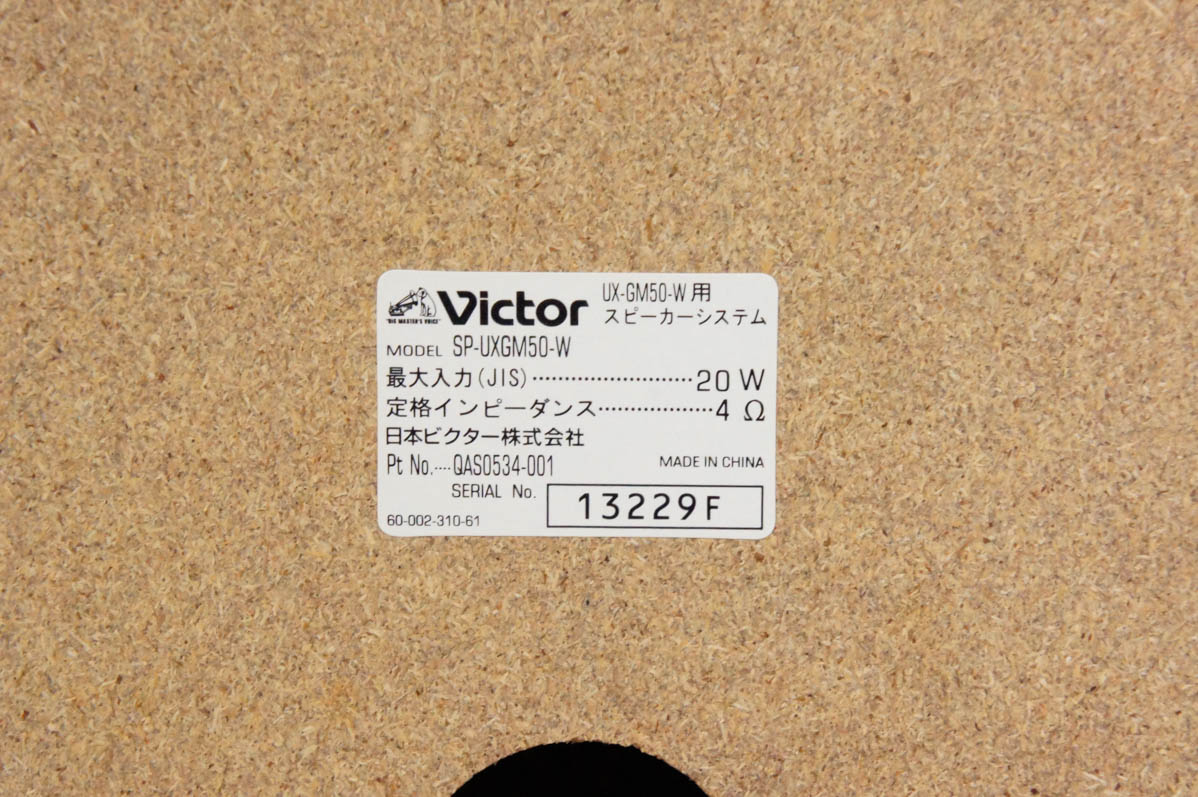 "HIS MASTER'S VOICE"
Victor
UX-GM50-W用
スピーカーシステム
MODEL SP-UXGM50-W
最大入力(JIS)························20 W
定格インピーダンス··················4 Ω
日本ビクター株式会社
Pt No.····QAS0534-001
MADE IN CHINA
SERIAL No.
13229F
60-002-310-61